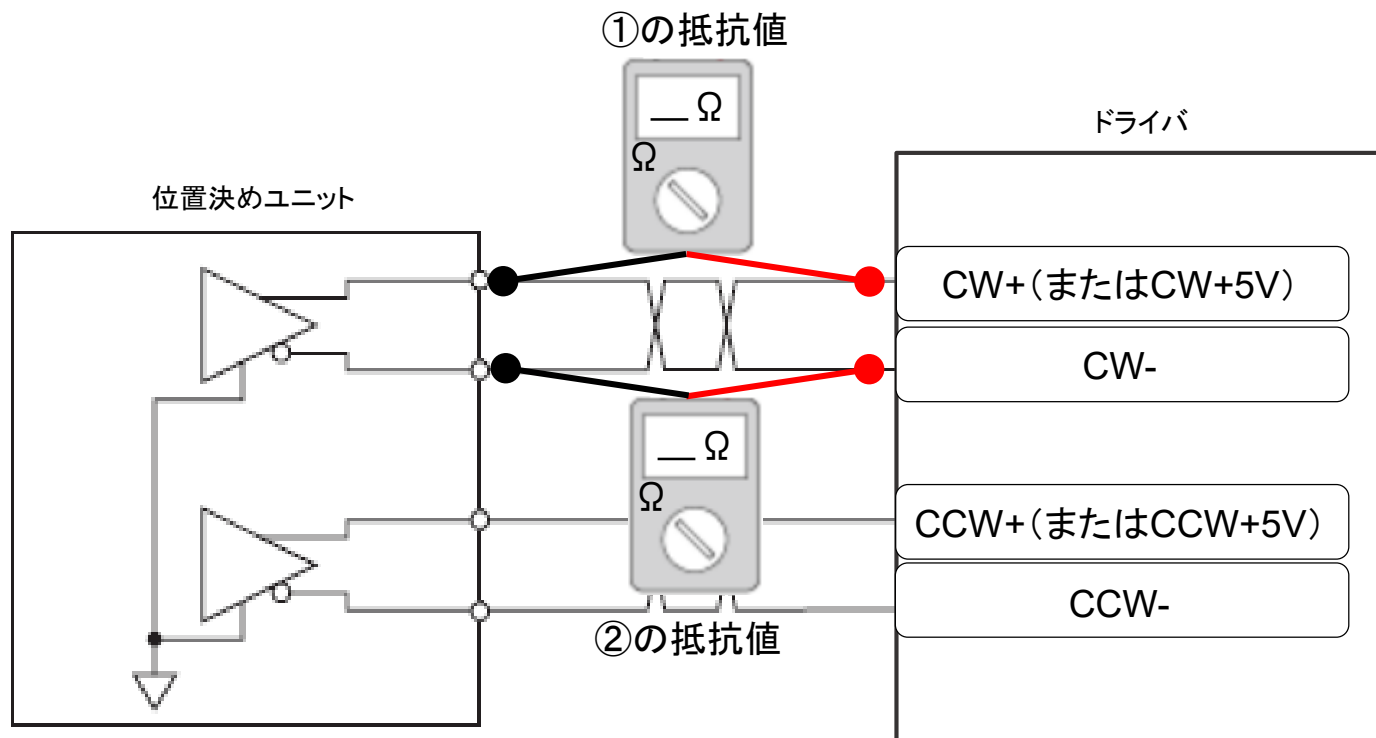 ①の抵抗値
__ Ω
Ω
ドライバ
位置決めユニット
CW+(またはCW+5V)
CW-
__ Ω
Ω
CCW+(またはCCW+5V)
CCW-
②の抵抗値